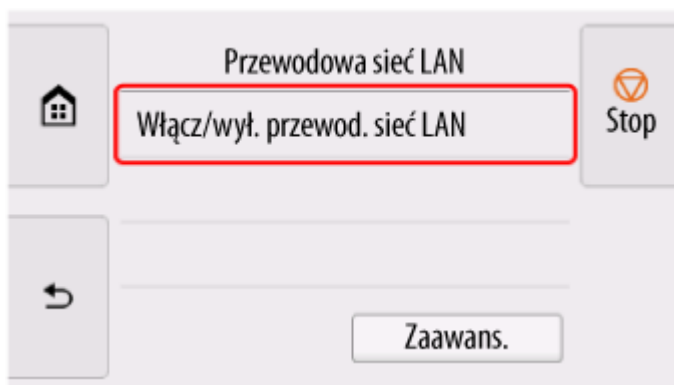 Przewodowa sieć LAN
Włącz/wył. przewod. sieć LAN
Stop
Zaawans.